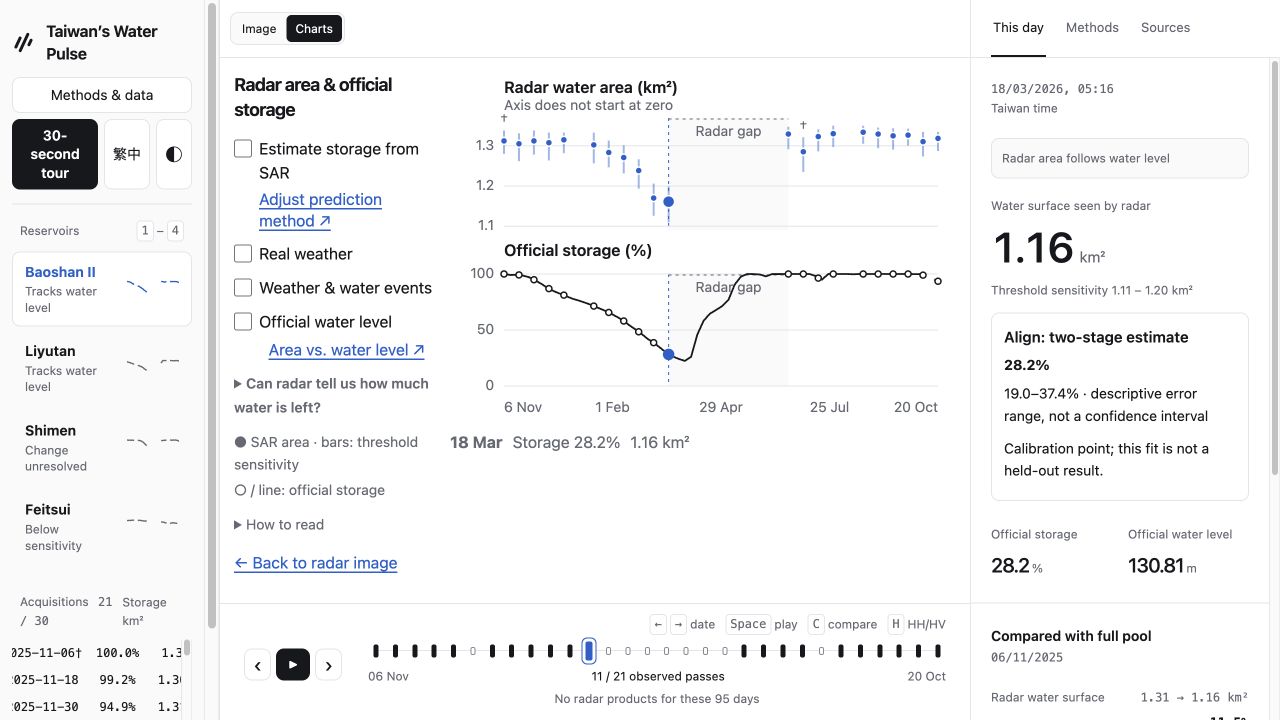 Taiwan’s Water
Pulse
Methods & data
30-
second
tour
繁中
Reservoirs 1 – 4
Baoshan II
Tracks water
level
Liyutan
Tracks water
level
Shimen
Change
unresolved
Feitsui
Below
sensitivity
Acquisitions 21 Storage
/ 30 km²
2025-11-06† 100.0%
2025-11-18 99.2%
2025-11-30 94.9%
Image Charts
Radar area & official
storage
Estimate storage from
SAR
Adjust prediction
method ↗
Real weather
Weather & water events
Official water level
Area vs. water level ↗
▶ Can radar tell us how much
water is left?
● SAR area · bars: threshold
sensitivity
○ / line: official storage
▶ How to read
← Back to radar image
Radar water area (km²)
Axis does not start at zero
† †
Radar gap
1.3
1.2
1.1
Official storage (%)
100
Radar gap
50
0
6 Nov 1 Feb 29 Apr 25 Jul 20 Oct
18 Mar Storage 28.2% 1.16 km²
← → date Space play C compare H HH/HV
‹ ▶ ›
06 Nov 11 / 21 observed passes 20 Oct
No radar products for these 95 days
This day Methods Sources
18/03/2026, 05:16
Taiwan time
Radar area follows water level
Water surface seen by radar
1.16 km²
Threshold sensitivity 1.11 – 1.20 km²
Align: two-stage estimate
28.2%
19.0–37.4% · descriptive error
range, not a confidence interval
Calibration point; this fit is not a
held-out result.
Official storage Official water level
28.2 % 130.81 m
Compared with full pool
06/11/2025
Radar water surface 1.31 → 1.16 km²